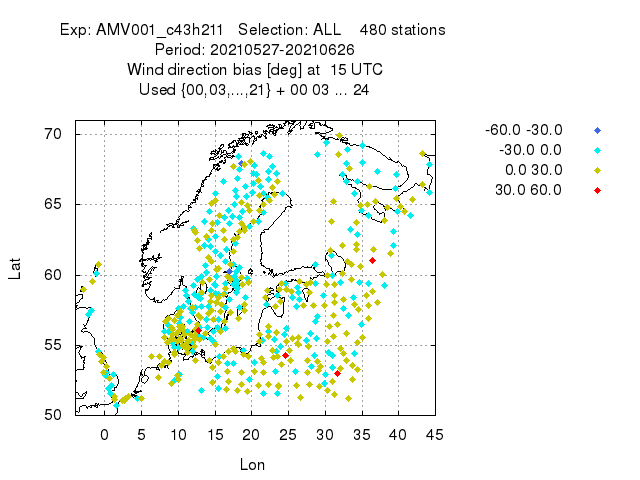 Exp: AMV001_c43h211   Selection: ALL    480 stations
Period: 20210527-20210626
Wind direction bias [deg] at  15 UTC
Used {00,03,...,21} + 00 03 ... 24
-60.0 -30.0
-30.0 0.0
0.0 30.0
30.0 60.0
70
65
60
55
50
Lat
0 5 10 15 20 25 30 35 40 45
Lon